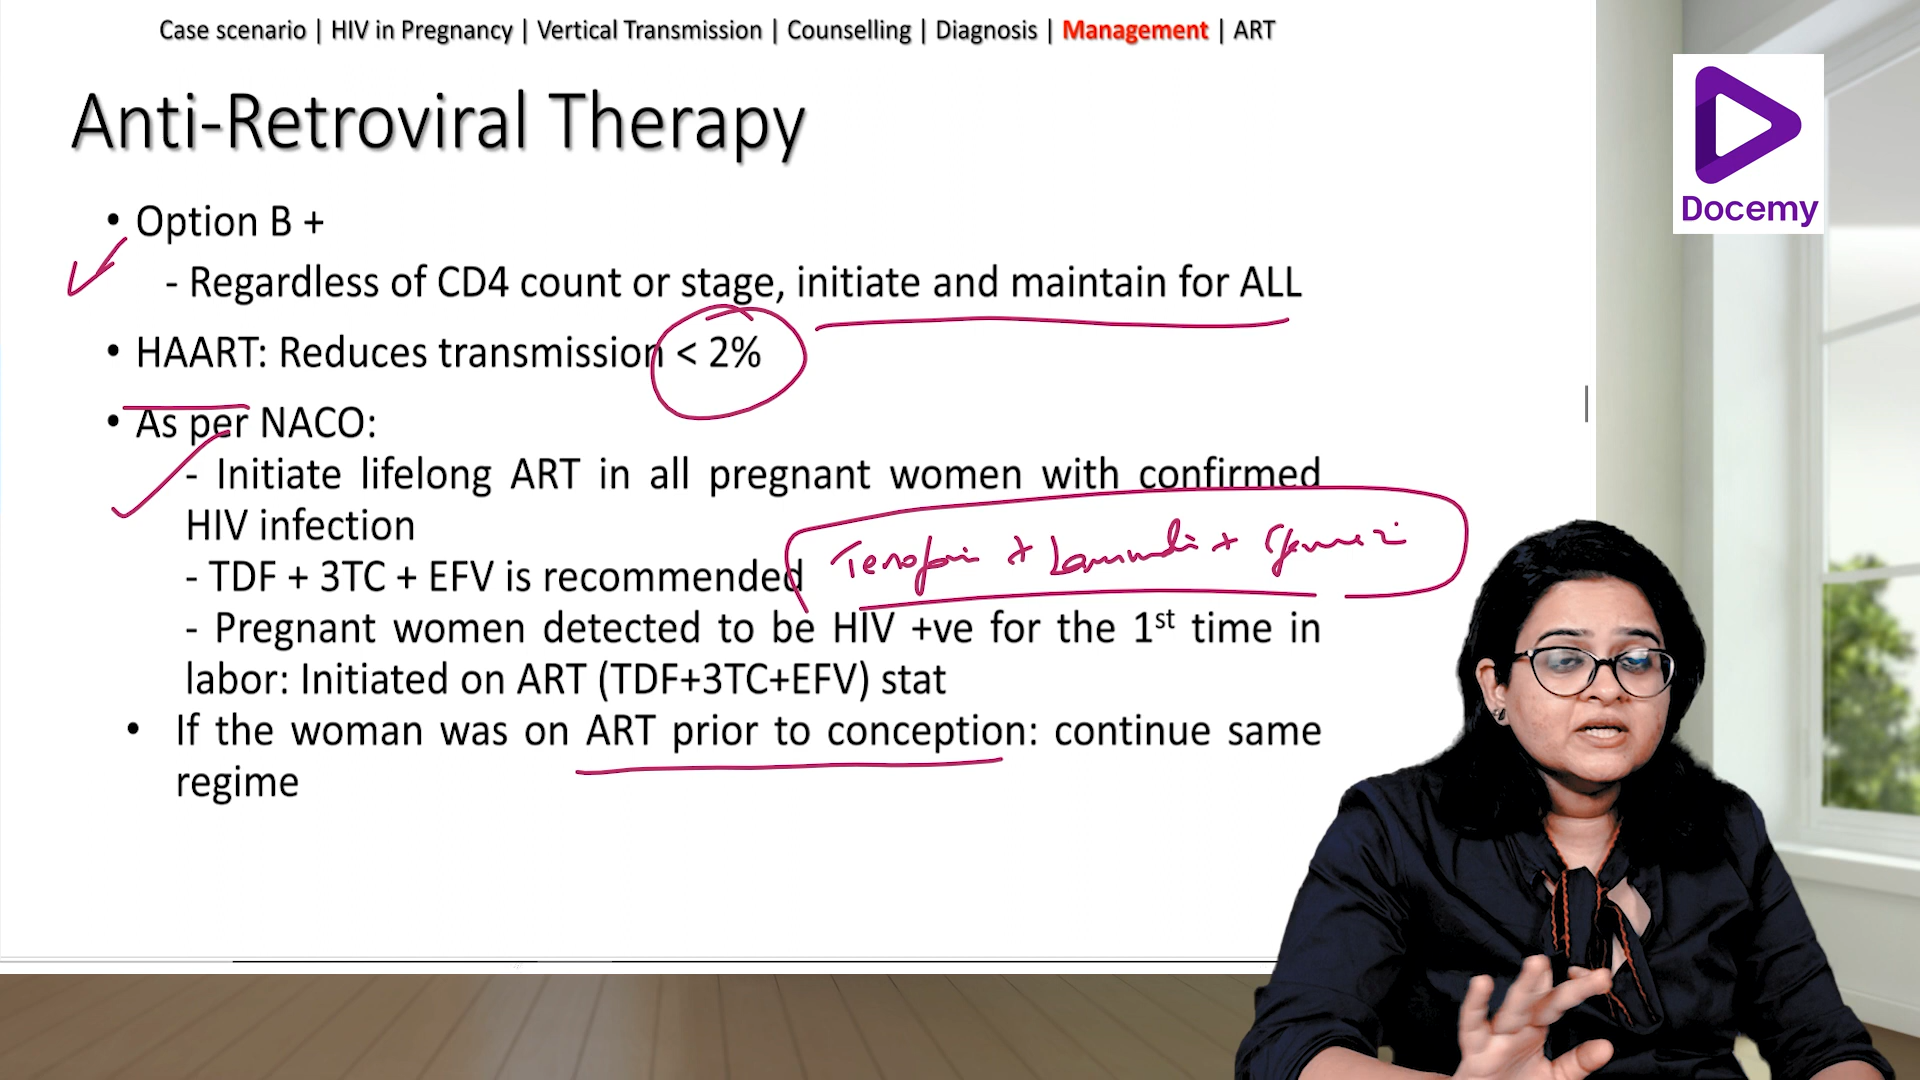 Case scenario | HIV in Pregnancy | Vertical Transmission | Counselling | Diagnosis | Management | ART
Anti-Retroviral Therapy
Docemy
• Option B +
- Regardless of CD4 count or stage, initiate and maintain for ALL
• HAART: Reduces transmission < 2%
• As per NACO:
- Initiate lifelong ART in all pregnant women with confirmed
HIV infection
+ +
- TDF + 3TC + EFV is recommended
- Pregnant women detected to be HIV +ve for the 1st time in
labor: Initiated on ART (TDF+3TC+EFV) stat
• If the woman was on ART prior to conception: continue same
regime